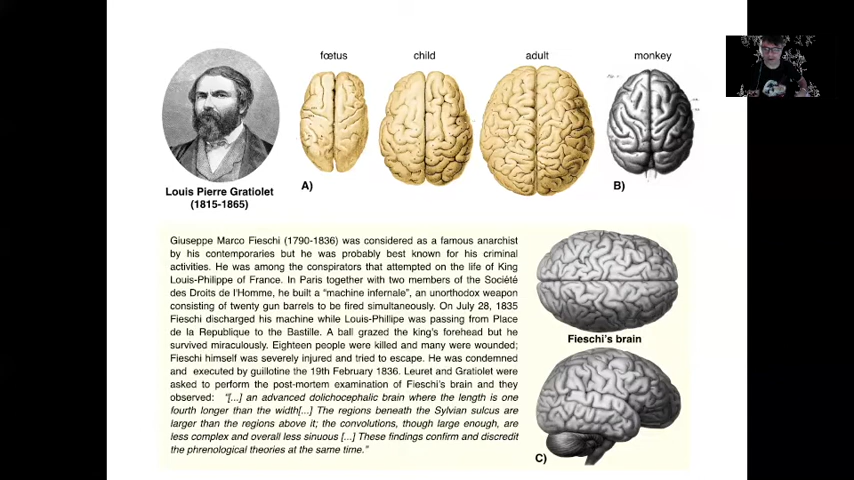 fœtus
child
adult
monkey
A)
B)
Louis Pierre Gratiolet
(1815-1865)
Giuseppe Marco Fieschi (1790-1836) was considered as a famous anarchist
by his contemporaries but he was probably best known for his criminal
activities. He was among the conspirators that attempted on the life of King
Louis-Philippe of France. In Paris together with two members of the Société
des Droits de l'Homme, he built a "machine infernale", an unorthodox weapon
consisting of twenty gun barrels to be fired simultaneously. On July 28, 1835
Fieschi discharged his machine while Louis-Phillipe was passing from Place
de la Republique to the Bastille. A ball grazed the king's forehead but he
survived miraculously. Eighteen people were killed and many were wounded;
Fieschi himself was severely injured and tried to escape. He was condemned
and executed by guillotine the 19th February 1836. Leuret and Gratiolet were
asked to perform the post-mortem examination of Fieschi's brain and they
observed: "[...] an advanced dolichocephalic brain where the length is one
fourth longer than the width[...] The regions beneath the Sylvian sulcus are
larger than the regions above it; the convolutions, though large enough, are
less complex and overall less sinuous [...] These findings confirm and discredit
the phrenological theories at the same time."
Fieschi's brain
C)